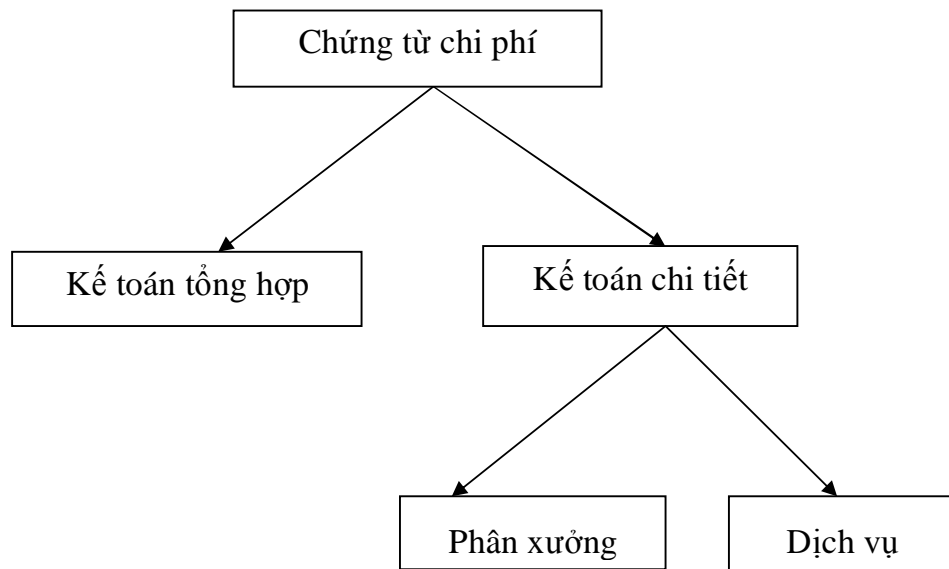 Chứng từ chi phí
Kế toán tổng hợp
Kế toán chi tiết
Phân xưởng
Dịch vụ